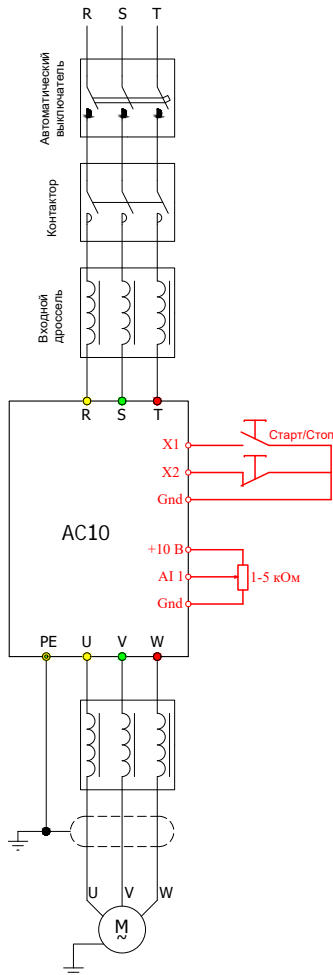 R S T
Автоматический
выключатель
Контактор
Входной
дроссель
R S T
X1
Старт/Стоп
X2
Gnd
AC10
+10 В
AI 1
1-5 кОм
Gnd
PE U V W
U V W
M
~